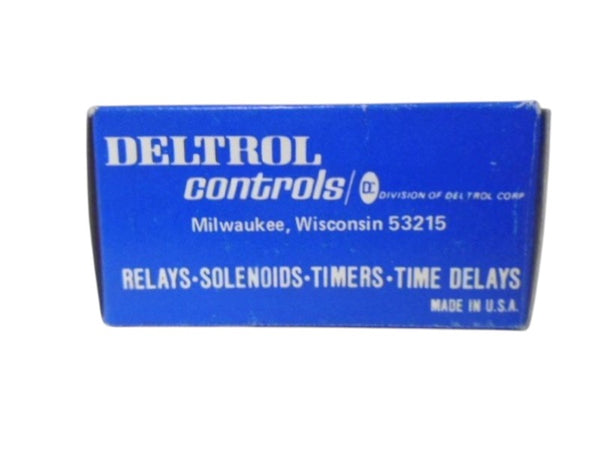 DELTROL
controls/ DC DIVISION OF DELTROL CORP
Milwaukee, Wisconsin 53215
RELAYS·SOLENOIDS·TIMERS·TIME DELAYS
MADE IN U.S.A.